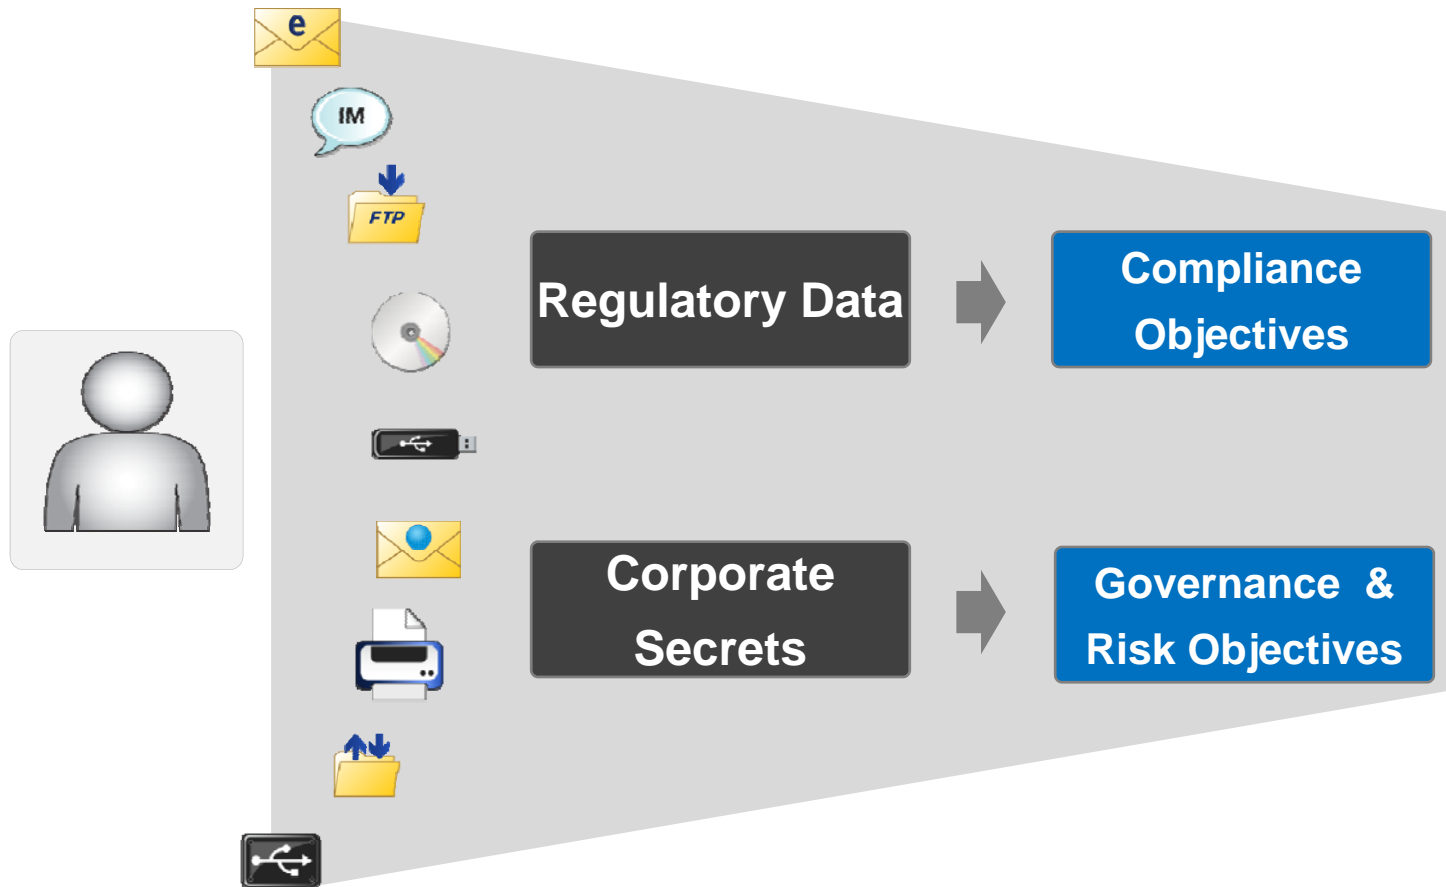 e
IM
FTP
Regulatory Data
Compliance
Objectives
Corporate
Secrets
Governance & 
Risk Objectives